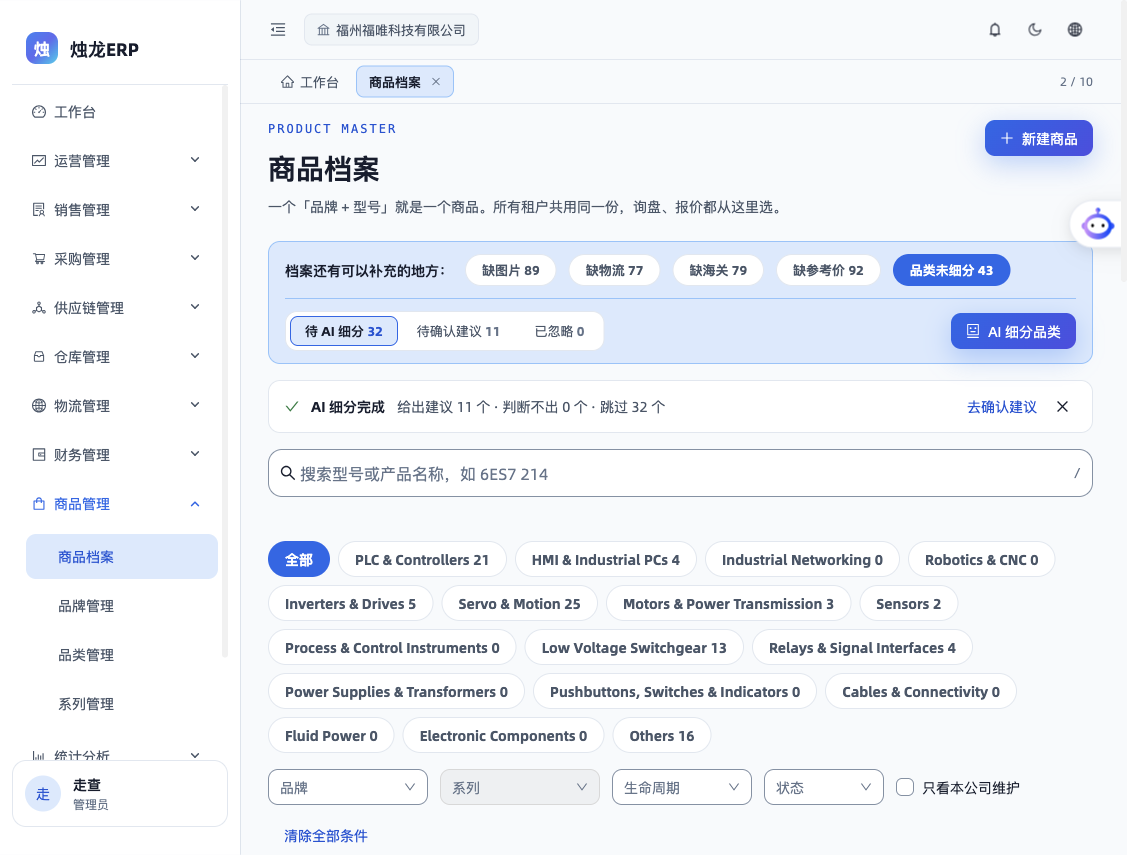 烛 烛龙ERP
工作台
运营管理
销售管理
采购管理
供应链管理
仓库管理
物流管理
财务管理
商品管理
商品档案
品牌管理
品类管理
系列管理
统计分析
走 走查
管理员
福州福唯科技有限公司
工作台 商品档案 2 / 10
PRODUCT MASTER
商品档案
新建商品
一个「品牌 + 型号」就是一个商品。所有租户共用同一份，询盘、报价都从这里选。
档案还有可以补充的地方： 缺图片 89 缺物流 77 缺海关 79 缺参考价 92 品类未细分 43
待 AI 细分 32 待确认建议 11 已忽略 0 AI 细分品类
AI 细分完成 给出建议 11 个 · 判断不出 0 个 · 跳过 32 个 去确认建议
搜索型号或产品名称，如 6ES7 214 /
全部 PLC & Controllers 21 HMI & Industrial PCs 4 Industrial Networking 0 Robotics & CNC 0
Inverters & Drives 5 Servo & Motion 25 Motors & Power Transmission 3 Sensors 2
Process & Control Instruments 0 Low Voltage Switchgear 13 Relays & Signal Interfaces 4
Power Supplies & Transformers 0 Pushbuttons, Switches & Indicators 0 Cables & Connectivity 0
Fluid Power 0 Electronic Components 0 Others 16
品牌 系列 生命周期 状态 只看本公司维护
清除全部条件